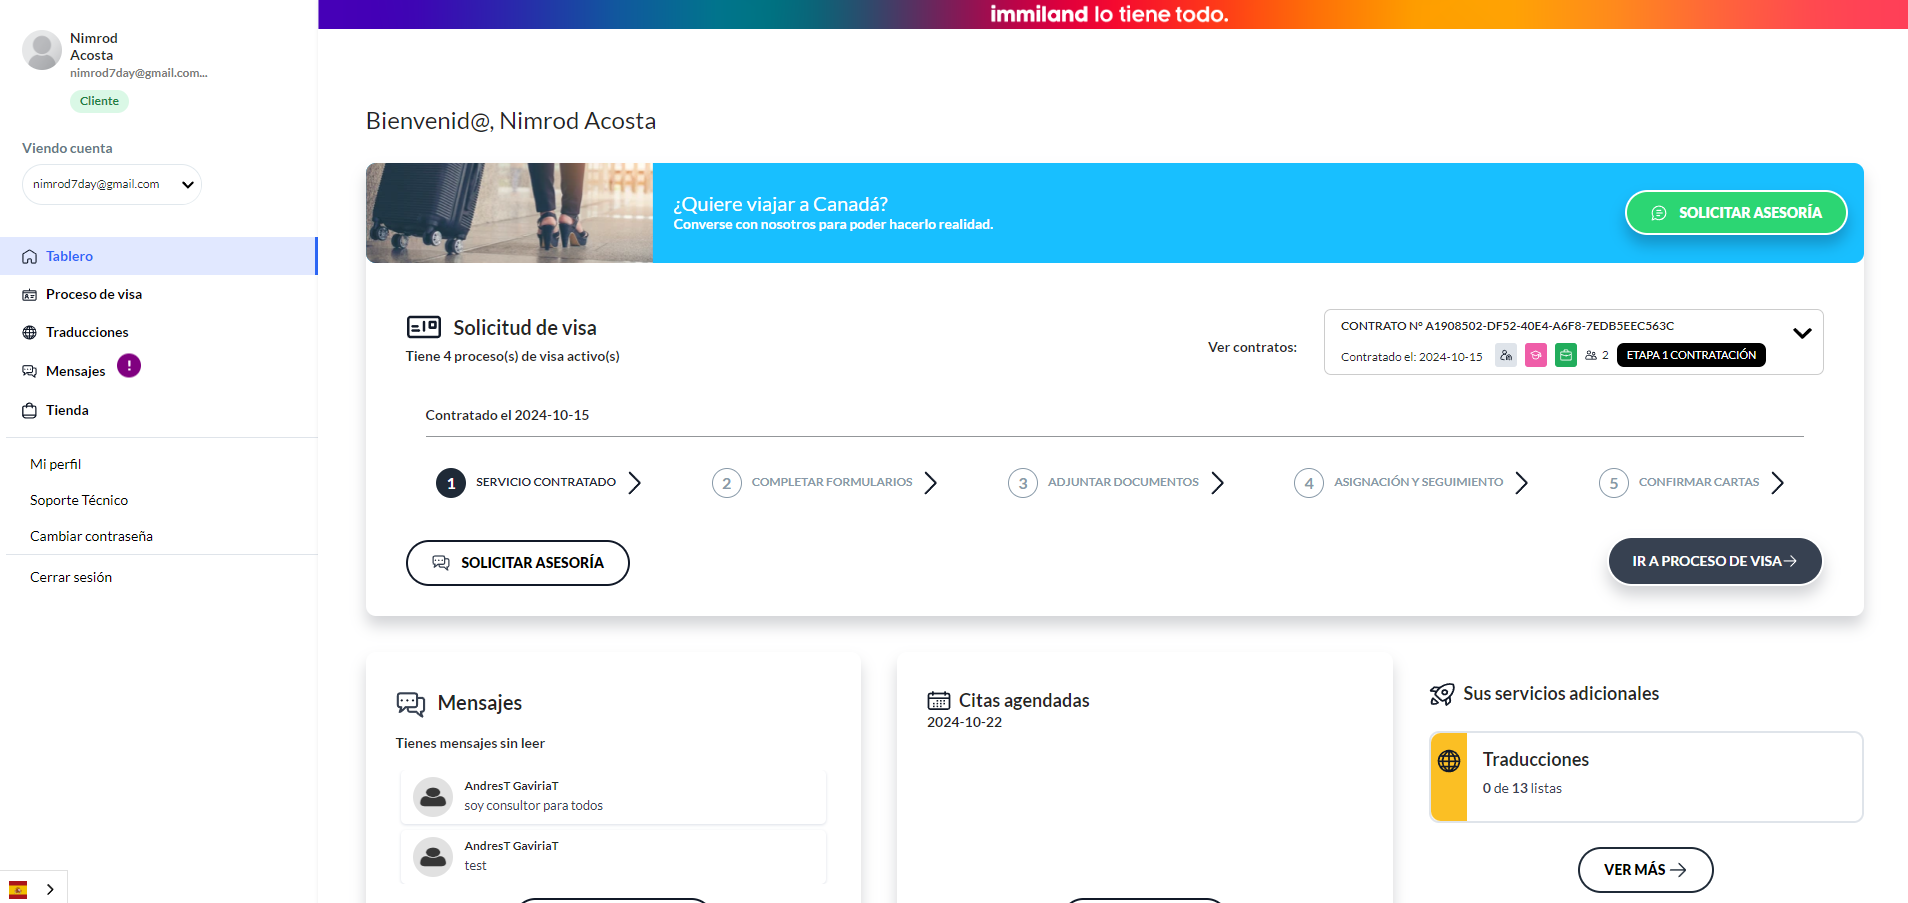 immiland lo tiene todo.
Nimrod
Acosta
nimrod7day@gmail.com...
Cliente
Viendo cuenta
nimrod7day@gmail.com
Tablero
Proceso de visa
Traducciones
Mensajes !
Tienda
Mi perfil
Soporte Técnico
Cambiar contraseña
Cerrar sesión
Bienvenid@, Nimrod Acosta
¿Quiere viajar a Canadá?
Converse con nosotros para poder hacerlo realidad.
SOLICITAR ASESORÍA
Solicitud de visa
Tiene 4 proceso(s) de visa activo(s)
Ver contratos:
CONTRATO Nº A1908502-DF52-40E4-A6F8-7EDB5EEC563C
Contratado el: 2024-10-15 2 ETAPA 1 CONTRATACIÓN
Contratado el 2024-10-15
1 SERVICIO CONTRATADO
2 COMPLETAR FORMULARIOS
3 ADJUNTAR DOCUMENTOS
4 ASIGNACIÓN Y SEGUIMIENTO
5 CONFIRMAR CARTAS
SOLICITAR ASESORÍA
IR A PROCESO DE VISA
Mensajes
Tienes mensajes sin leer
AndresT GaviriaT
soy consultor para todos
AndresT GaviriaT
test
Citas agendadas
2024-10-22
Sus servicios adicionales
Traducciones
0 de 13 listas
VER MÁS